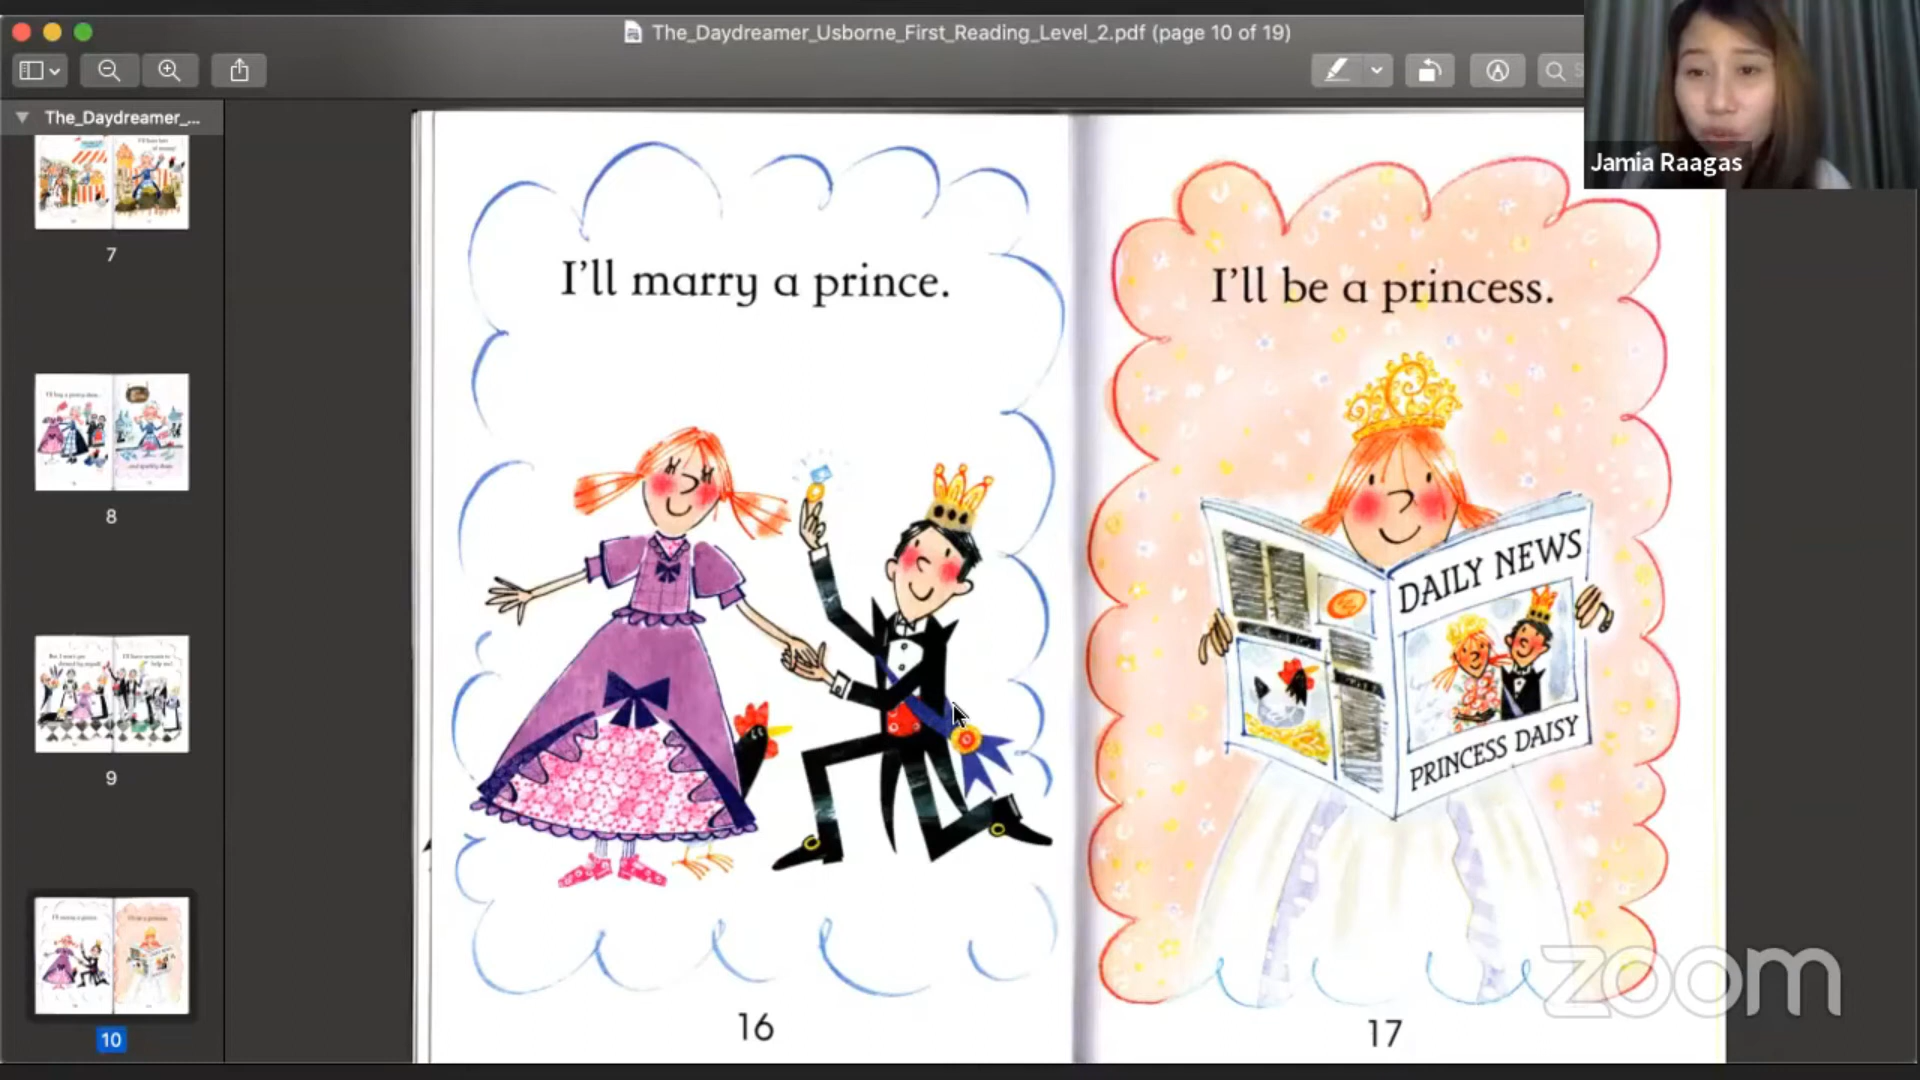 The_Daydreamer_Usborne_First_Reading_Level_2.pdf (page 10 of 19)
The_Daydreamer_...
7
8
9
10
I'll marry a prince.
16
I'll be a princess.
DAILY NEWS
PRINCESS DAISY
17
Jamia Raagas
zoom